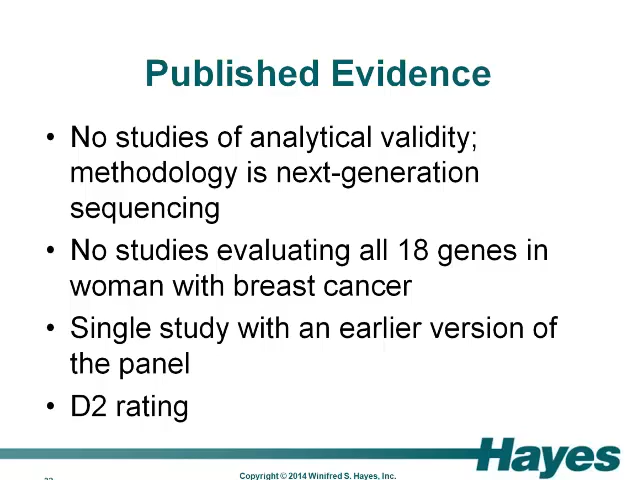 Published Evidence
• No studies of analytical validity;
methodology is next-generation
sequencing
• No studies evaluating all 18 genes in
woman with breast cancer
• Single study with an earlier version of
the panel
• D2 rating
Hayes
Copyright © 2014 Winifred S. Hayes, Inc.